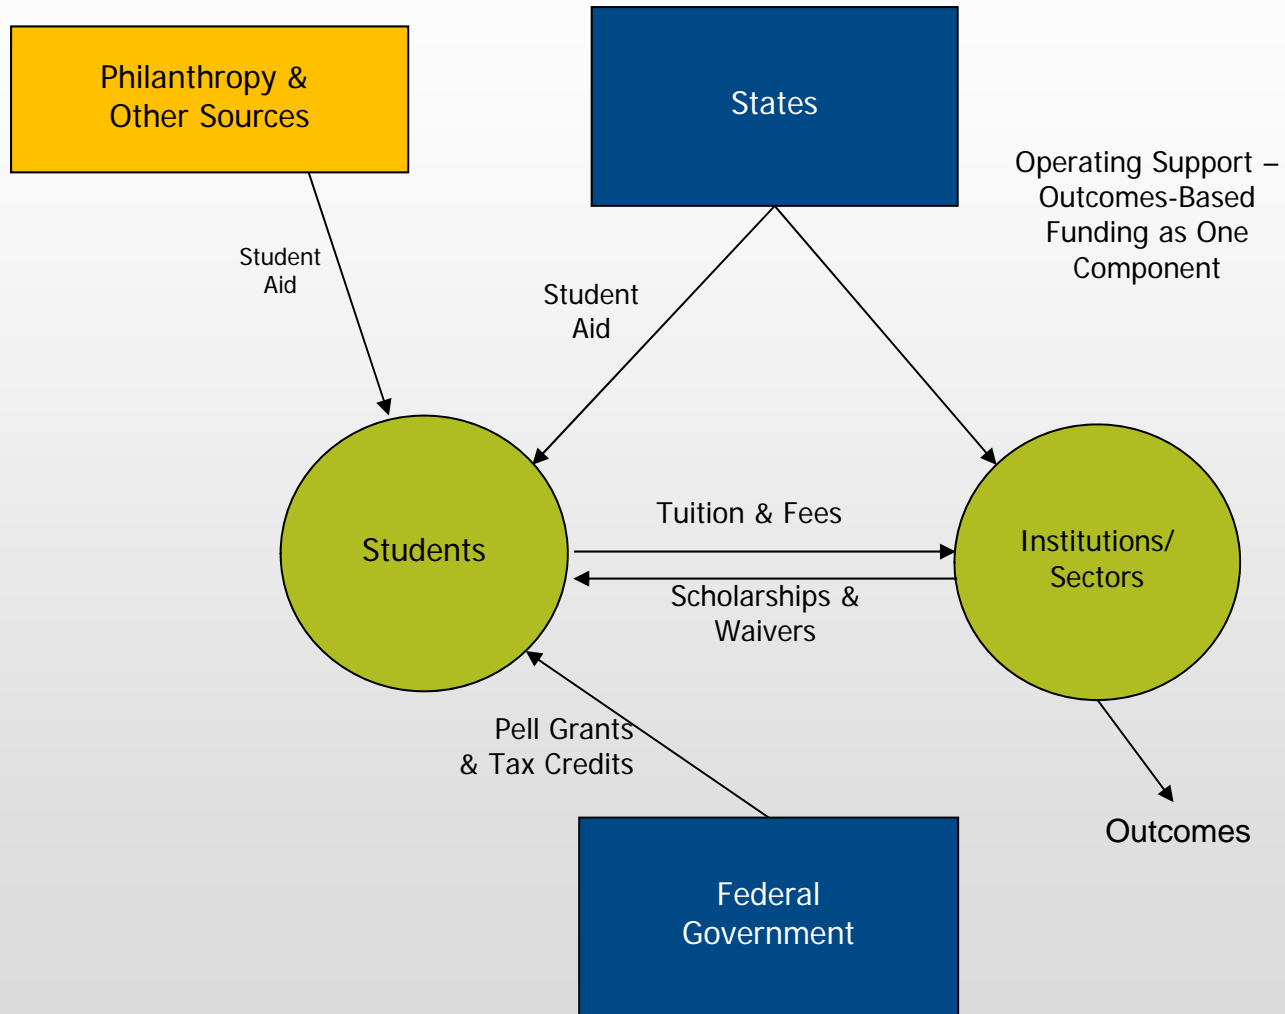 Philanthropy &
Other Sources
States
Operating Support –
Outcomes-Based
Funding as One
Component
Student
Aid
Student
Aid
Students
Tuition & Fees
Scholarships &
Waivers
Institutions/
Sectors
Pell Grants
& Tax Credits
Outcomes
Federal
Government